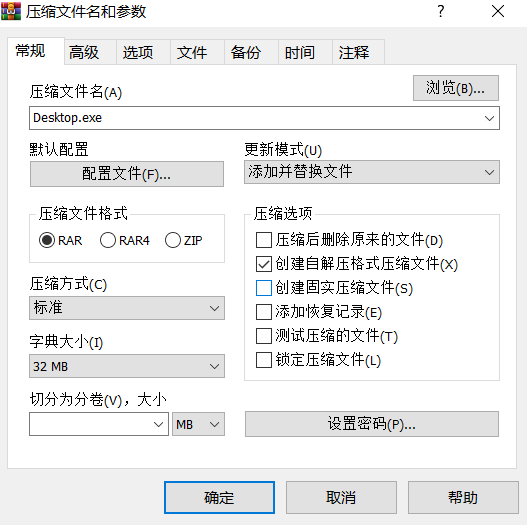 压缩文件名和参数
?
常规 高级 选项 文件 备份 时间 注释
压缩文件名(A)
浏览(B)...
Desktop.exe
默认配置
配置文件(F)...
更新模式(U)
添加并替换文件
压缩文件格式
RAR RAR4 ZIP
压缩方式(C)
标准
字典大小(I)
32 MB
切分为分卷(V)，大小
MB
压缩选项
压缩后删除原来的文件(D)
创建自解压格式压缩文件(X)
创建固实压缩文件(S)
添加恢复记录(E)
测试压缩的文件(T)
锁定压缩文件(L)
设置密码(P)...
确定 取消 帮助